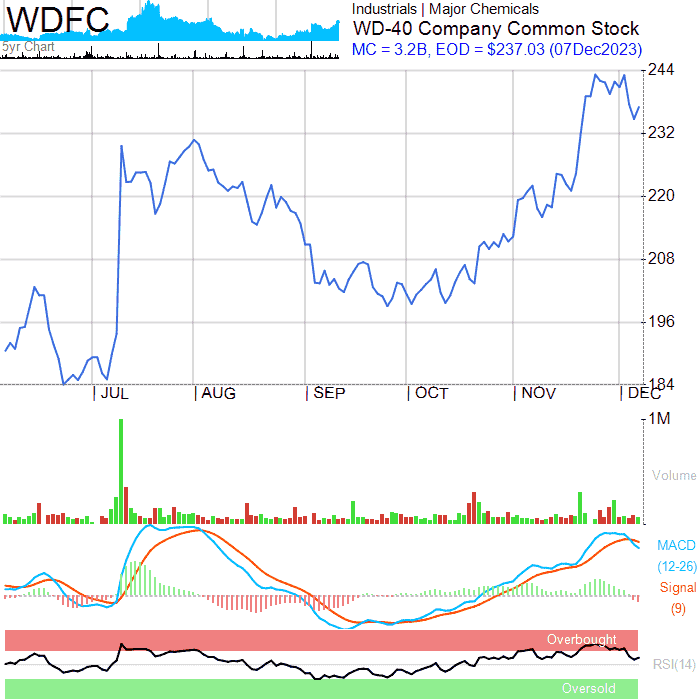 WDFC
5yr Chart
Industrials | Major Chemicals
WD-40 Company Common Stock
MC = 3.2B, EOD = $237.03 (07Dec2023)
244
232
220
208
196
184
JUL
AUG
SEP
OCT
NOV
DEC
1M
Volume
MACD
(12-26)
Signal
(9)
Overbought
RSI(14)
Oversold